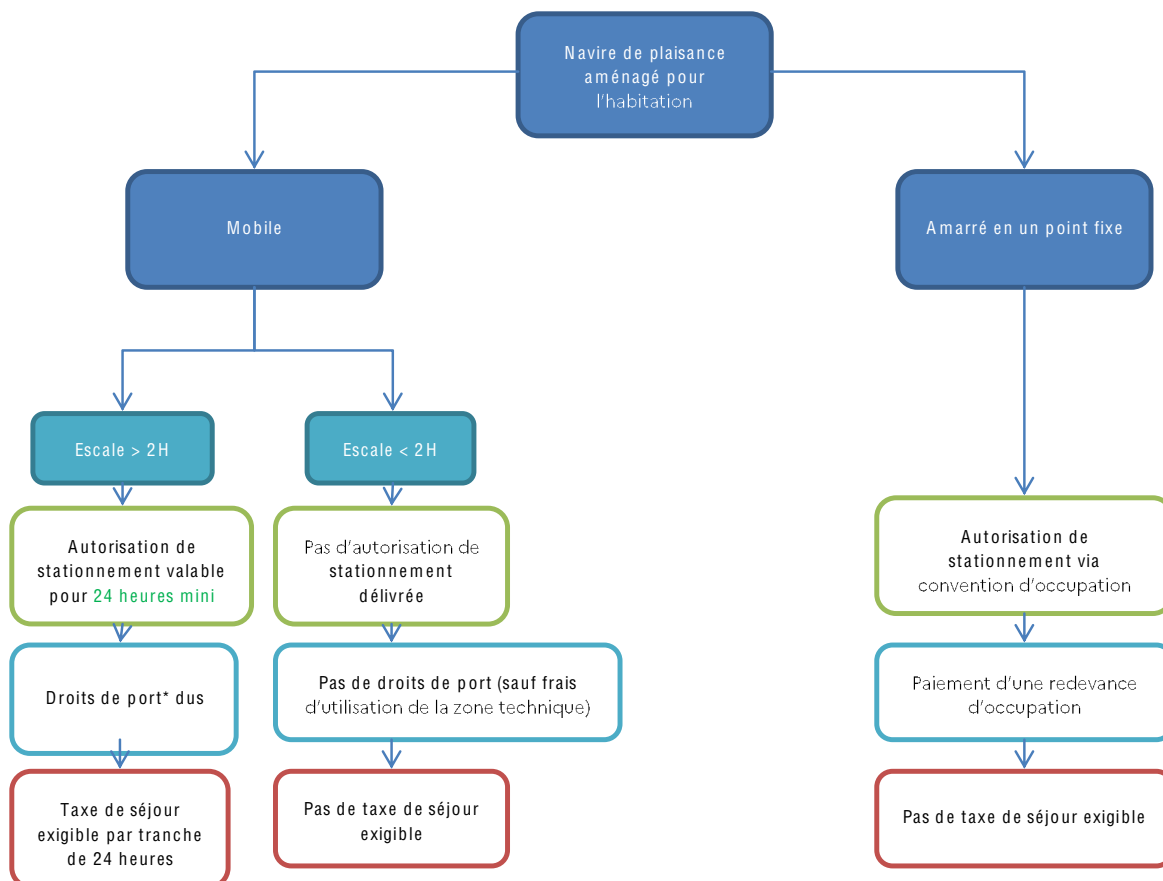 Navire de plaisance
aménagé pour
l'habitation
Mobile
Amarré en un point fixe
Escale > 2H
Escale < 2H
Autorisation de
stationnement valable
pour 24 heures mini
Pas d'autorisation de
stationnement
délivrée
Autorisation de
stationnement via
convention d'occupation
Droits de port* dus
Pas de droits de port (sauf frais
d'utilisation de la zone technique)
Paiement d'une redevance
d'occupation
Taxe de séjour
exigible par tranche
de 24 heures
Pas de taxe de séjour
exigible
Pas de taxe de séjour exigible